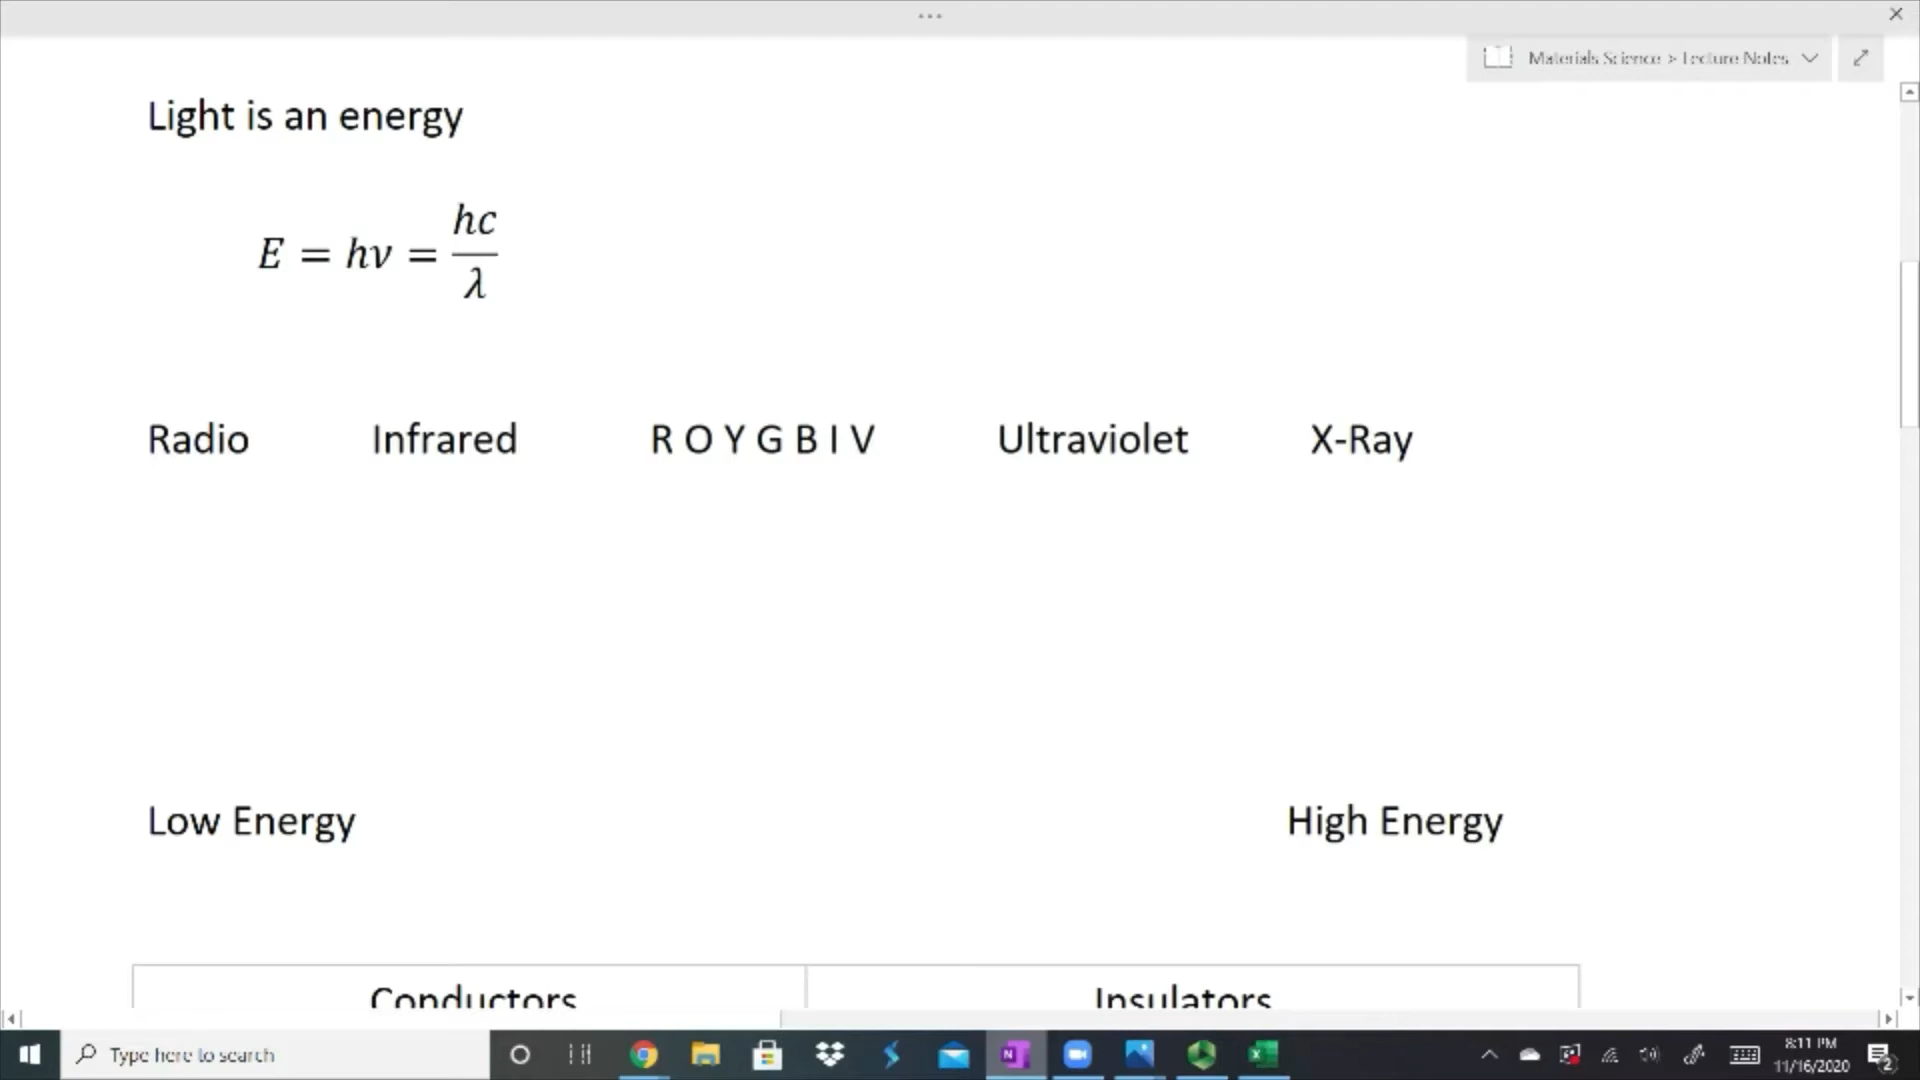 Materials Science > Lecture Notes
Light is an energy
E = hν = hc/λ
Radio Infrared R O Y G B I V Ultraviolet X-Ray
Low Energy High Energy
Conductors Insulators
Type here to search
8:11 PM
11/16/2020
2